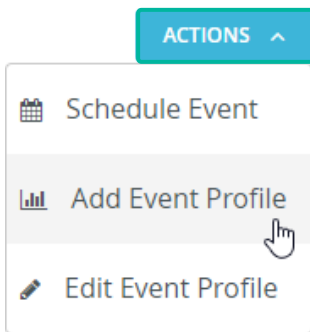 ACTIONS
Schedule Event
Add Event Profile
Edit Event Profile